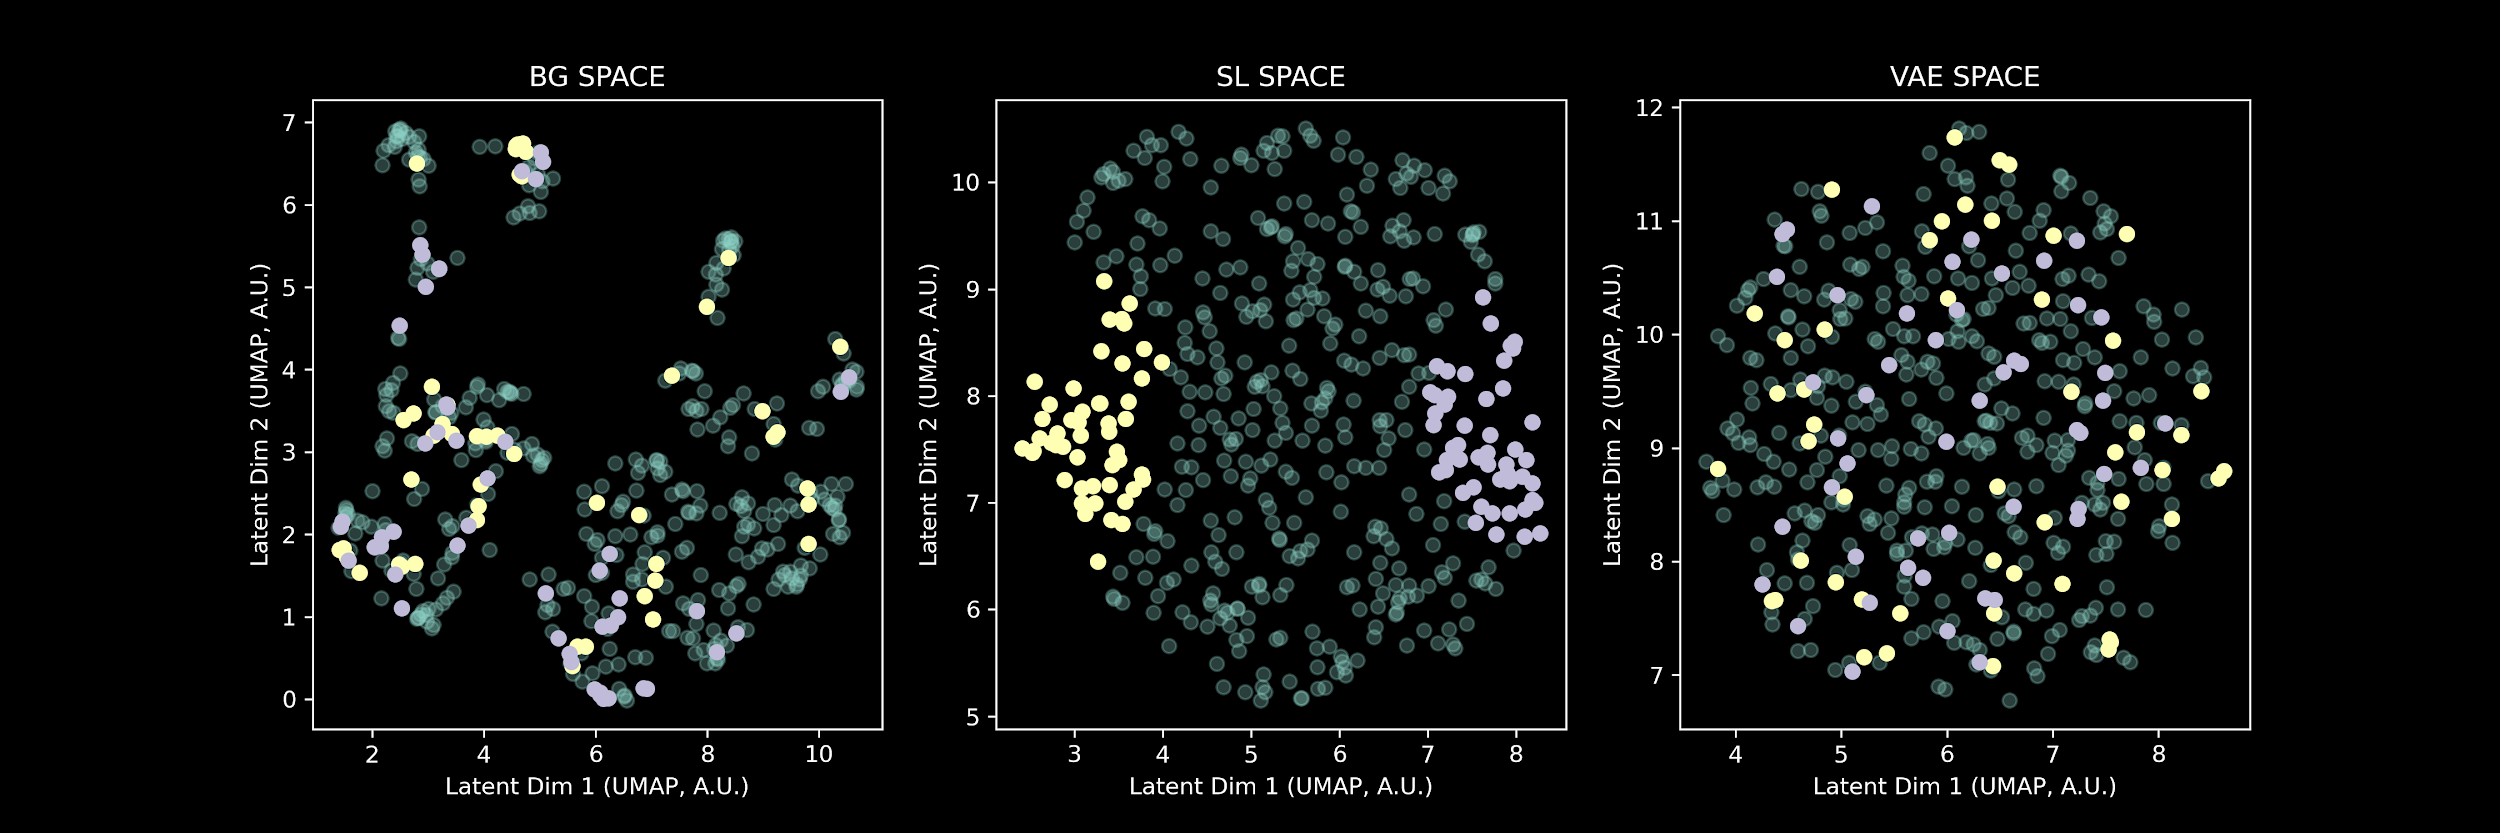 BG SPACE
7
6
5
4
3
2
1
0
2 4 6 8 10
Latent Dim 1 (UMAP, A.U.)
Latent Dim 2 (UMAP, A.U.)
SL SPACE
10
9
8
7
6
5
3 4 5 6 7 8
Latent Dim 1 (UMAP, A.U.)
Latent Dim 2 (UMAP, A.U.)
VAE SPACE
12
11
10
9
8
7
4 5 6 7 8
Latent Dim 1 (UMAP, A.U.)
Latent Dim 2 (UMAP, A.U.)